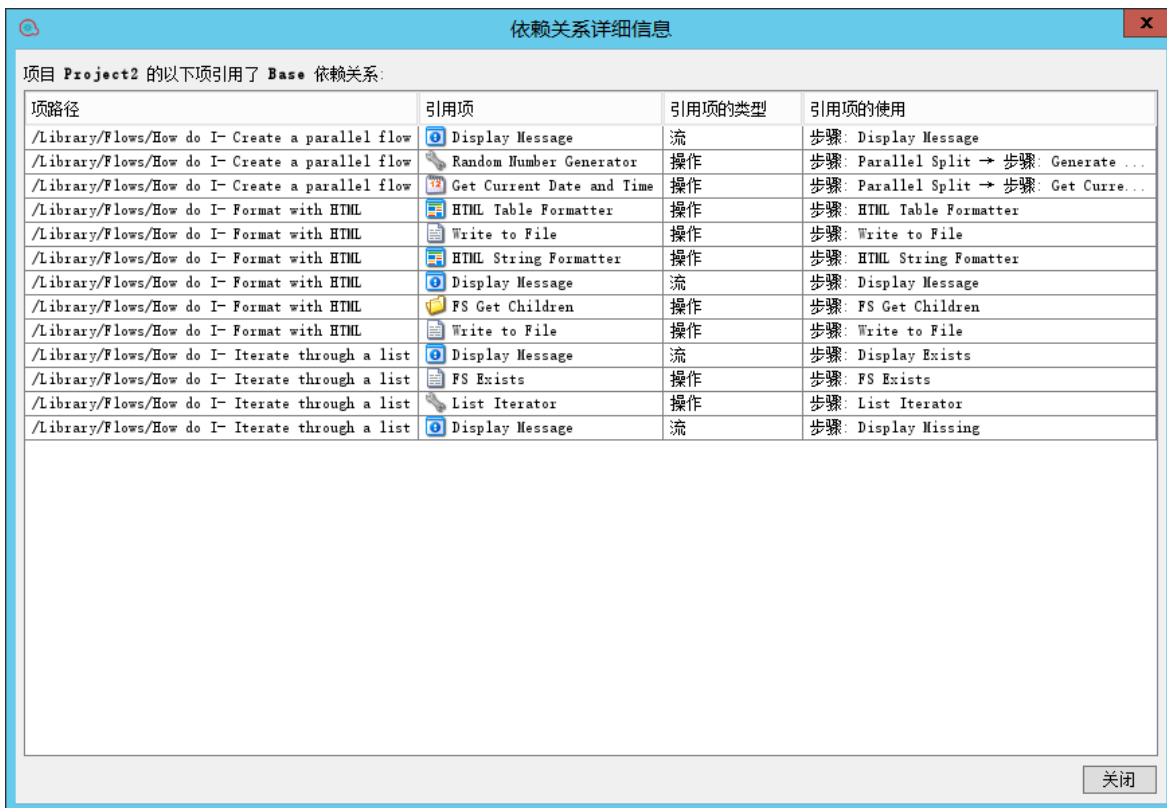 依赖关系详细信息
x
项目 Project2 的以下项引用了 Base 依赖关系:
项路径 引用项 引用项的类型 引用项的使用
/Library/Flows/How do I- Create a parallel flow Display Message 流 步骤: Display Message
/Library/Flows/How do I- Create a parallel flow Random Number Generator 操作 步骤: Parallel Split → 步骤: Generate ...
/Library/Flows/How do I- Create a parallel flow 12 Get Current Date and Time 操作 步骤: Parallel Split → 步骤: Get Curre...
/Library/Flows/How do I- Format with HTML HTML Table Formatter 操作 步骤: HTML Table Formatter
/Library/Flows/How do I- Format with HTML Write to File 操作 步骤: Write to File
/Library/Flows/How do I- Format with HTML HTML String Formatter 操作 步骤: HTML String Fomatter
/Library/Flows/How do I- Format with HTML Display Message 流 步骤: Display Message
/Library/Flows/How do I- Format with HTML FS Get Children 操作 步骤: FS Get Children
/Library/Flows/How do I- Format with HTML Write to File 操作 步骤: Write to File
/Library/Flows/How do I- Iterate through a list Display Message 流 步骤: Display Exists
/Library/Flows/How do I- Iterate through a list FS Exists 操作 步骤: FS Exists
/Library/Flows/How do I- Iterate through a list List Iterator 操作 步骤: List Iterator
/Library/Flows/How do I- Iterate through a list Display Message 流 步骤: Display Missing
关闭